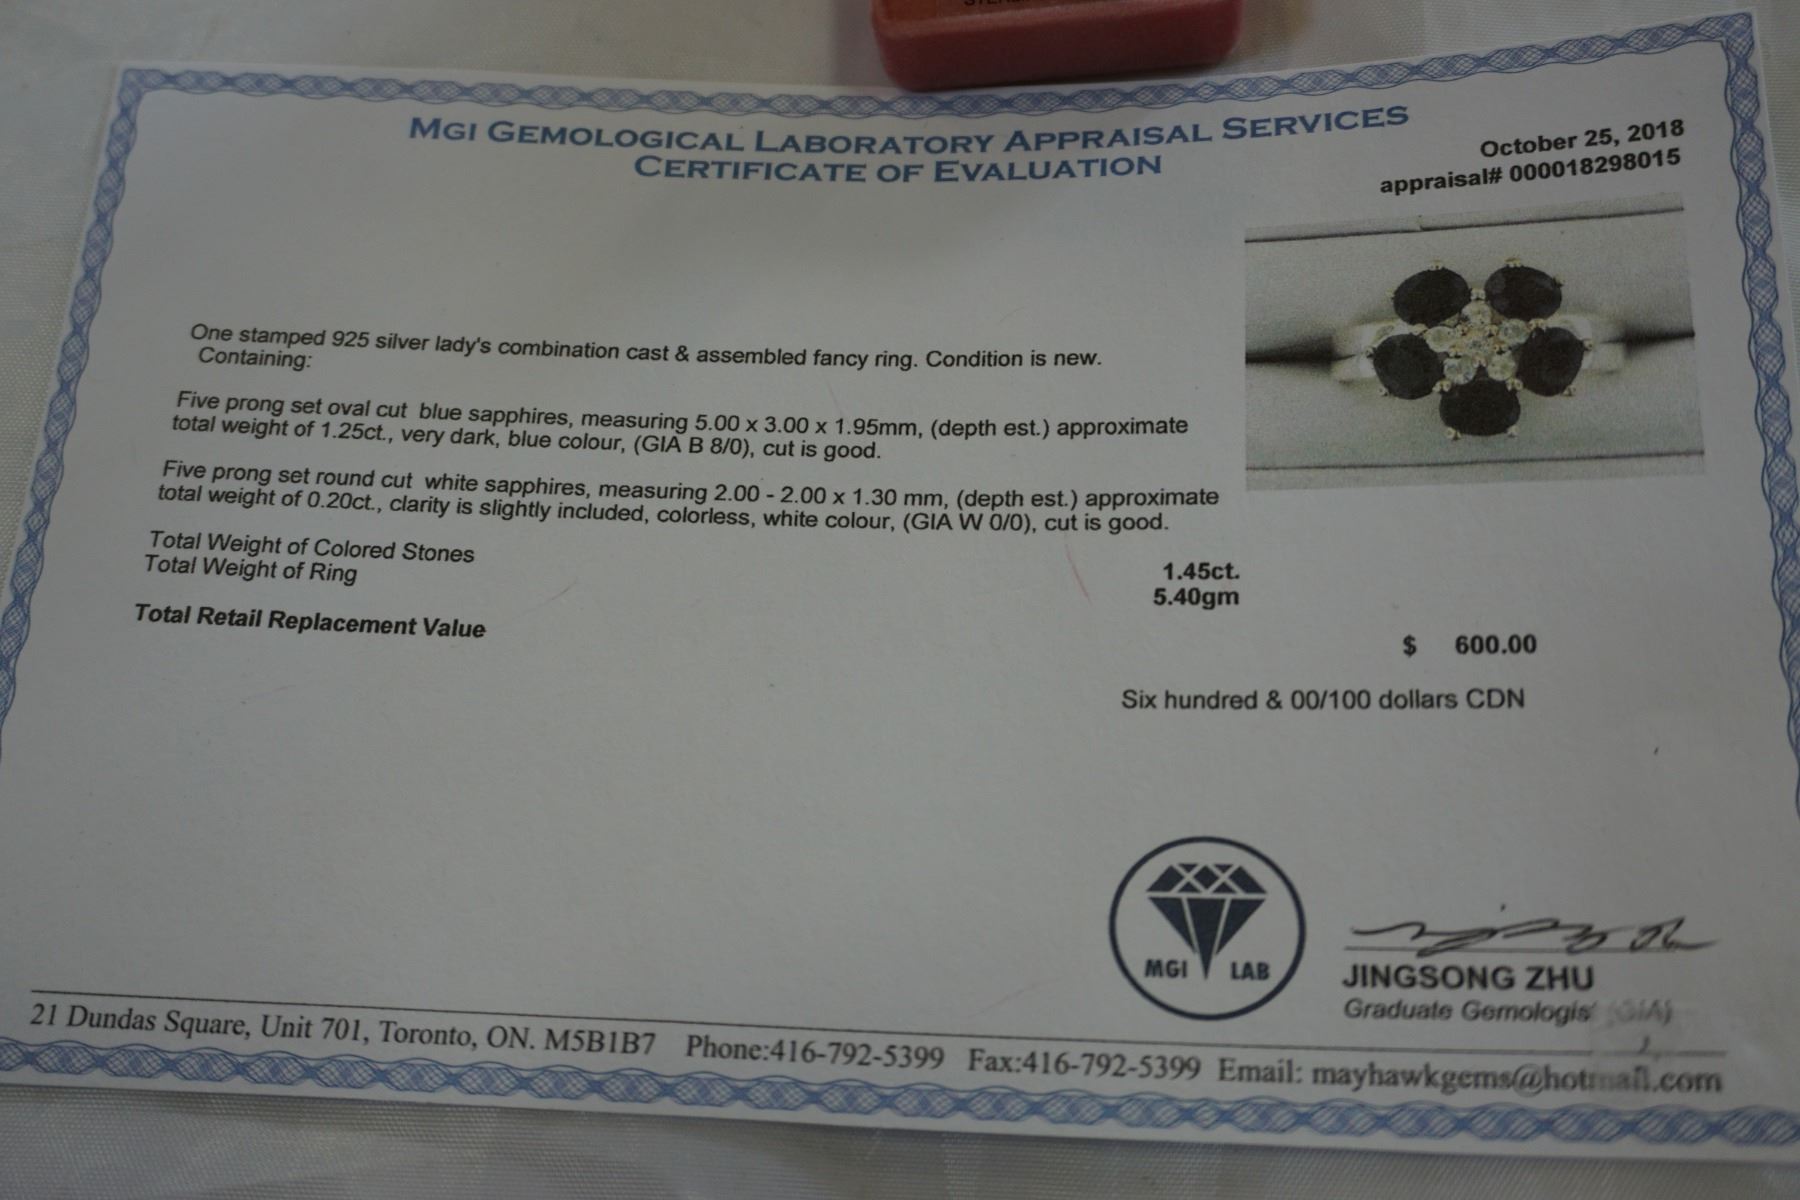 MGI GEMOLOGICAL LABORATORY APPRAISAL SERVICES
CERTIFICATE OF EVALUATION
October 25, 2018
appraisal# 000018298015
One stamped 925 silver lady's combination cast & assembled fancy ring. Condition is new.
Containing:
Five prong set oval cut blue sapphires, measuring 5.00 x 3.00 x 1.95mm, (depth est.) approximate
total weight of 1.25ct., very dark, blue colour, (GIA B 8/0), cut is good.
Five prong set round cut white sapphires, measuring 2.00 - 2.00 x 1.30 mm, (depth est.) approximate
total weight of 0.20ct., clarity is slightly included, colorless, white colour, (GIA W 0/0), cut is good.
Total Weight of Colored Stones 1.45ct.
Total Weight of Ring 5.40gm
Total Retail Replacement Value $ 600.00
Six hundred & 00/100 dollars CDN
MGI LAB
JINGSONG ZHU
Graduate Gemologist (GIA)
21 Dundas Square, Unit 701, Toronto, ON. M5B1B7 Phone:416-792-5399 Fax:416-792-5399 Email: mayhawkgems@hotmail.com